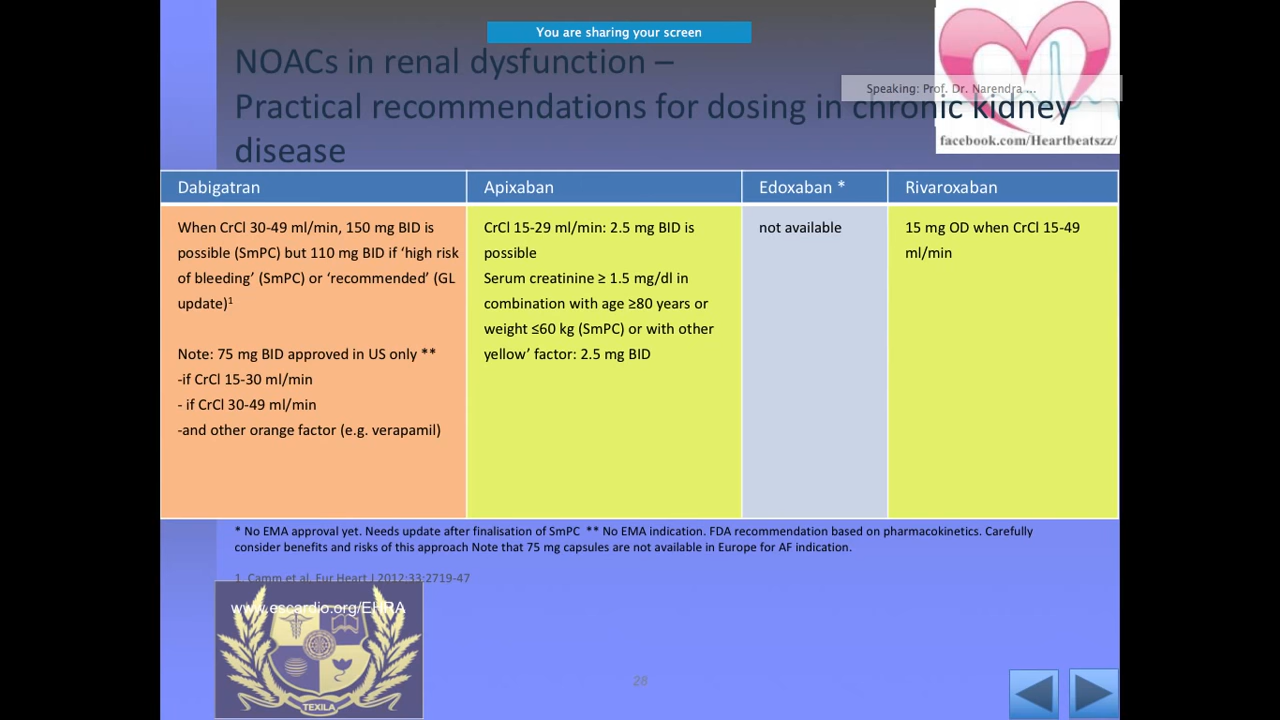 You are sharing your screen
NOACs in renal dysfunction –
Speaking: Prof. Dr. Narendra ...
Practical recommendations for dosing in chronic kidney
disease
facebook.com/Heartbeatszz/
Dabigatran
When CrCl 30-49 ml/min, 150 mg BID is
possible (SmPC) but 110 mg BID if ‘high risk
of bleeding’ (SmPC) or ‘recommended’ (GL
update)¹
Note: 75 mg BID approved in US only **
-if CrCl 15-30 ml/min
- if CrCl 30-49 ml/min
-and other orange factor (e.g. verapamil)
Apixaban
CrCl 15-29 ml/min: 2.5 mg BID is
possible
Serum creatinine ≥ 1.5 mg/dl in
combination with age ≥80 years or
weight ≤60 kg (SmPC) or with other
yellow’ factor: 2.5 mg BID
Edoxaban *
not available
Rivaroxaban
15 mg OD when CrCl 15-49
ml/min
* No EMA approval yet. Needs update after finalisation of SmPC ** No EMA indication. FDA recommendation based on pharmacokinetics. Carefully
consider benefits and risks of this approach Note that 75 mg capsules are not available in Europe for AF indication.
1. Camm et al. Eur Heart J 2012;33:2719-47
www.escardio.org/EHRA
TEXILA
28